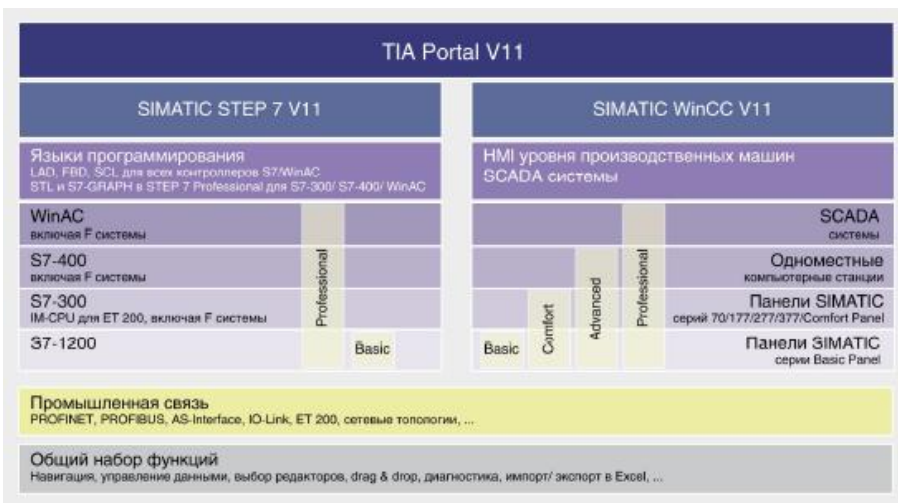 TIA Portal V11
SIMATIC STEP 7 V11
SIMATIC WinCC V11
Языки программирования
LAD, FBD, SCL для всех контроллеров S7/WinAC
STL и S7-GRAPH в STEP 7 Professional для S7-300/ S7-400/ WinAC
HMI уровня производственных машин
SCADA системы
WinAC
включая F системы
S7-400
включая F системы
S7-300
IM-CPU для ET 200, включая F системы
S7-1200
Professional
Basic
Basic
Comfort
Advanced
Professional
SCADA
системы
Одноместные
компьютерные станции
Панели SIMATIC
серий 70/177/277/377/Comfort Panel
Панели SIMATIC
серии Basic Panel
Промышленная связь
PROFINET, PROFIBUS, AS-Interface, IO-Link, ET 200, сетевые топологии, ...
Общий набор функций
Навигация, управление данными, выбор редакторов, drag & drop, диагностика, импорт/ экспорт в Excel, ...